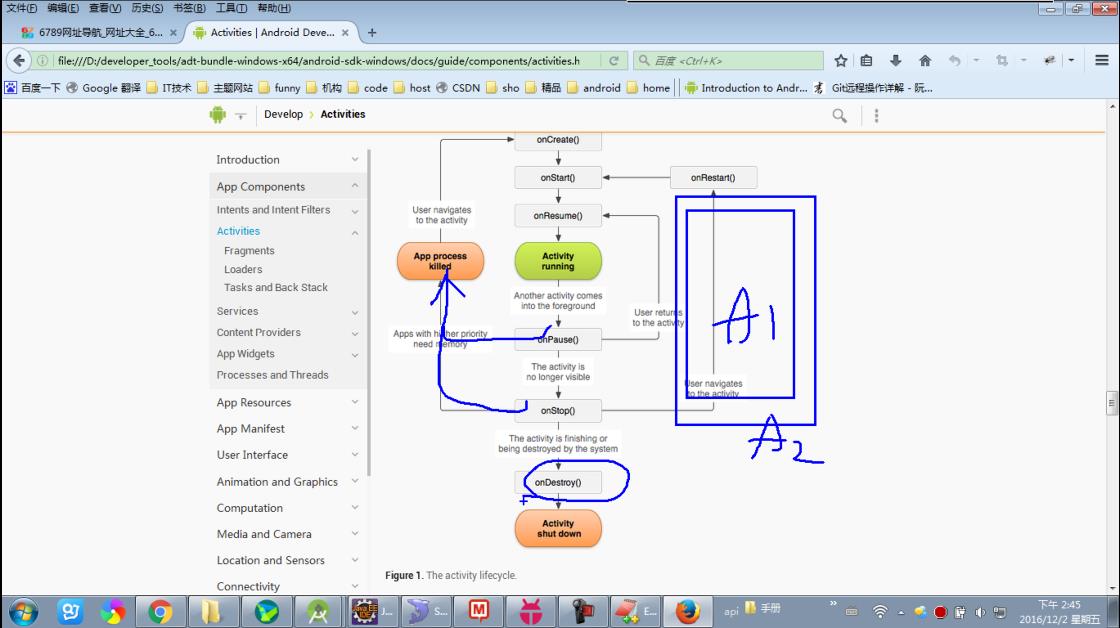 文件(F) 编辑(E) 查看(V) 历史(S) 书签(B) 工具(T) 帮助(H)
6789网址导航_网址大全_6... × Activities | Android Deve... × +
file:///D:/developer_tools/adt-bundle-windows-x64/android-sdk-windows/docs/guide/components/activities.h
百度 <Ctrl+K>
百度一下 Google 翻译 IT技术 主题网站 funny 机构 code host CSDN sho 精品 android home Introduction to Andr... Git远程操作详解 - 阮...
Develop > Activities
Introduction
App Components
Intents and Intent Filters
Activities
Fragments
Loaders
Tasks and Back Stack
Services
Content Providers
App Widgets
Processes and Threads
App Resources
App Manifest
User Interface
Animation and Graphics
Computation
Media and Camera
Location and Sensors
Connectivity
onCreate()
onStart()
onRestart()
User navigates
to the activity
onResume()
App process
killed
Activity
running
Another activity comes
into the foreground
User returns
to the activity
A1
Apps with higher priority
need memory
onPause()
The activity is
no longer visible
User navigates
to the activity
onStop()
A2
The activity is finishing or
being destroyed by the system
onDestroy()
Activity
shut down
Figure 1. The activity lifecycle.
J...
S...
E...
api 手册
下午 2:45
2016/12/2 星期五